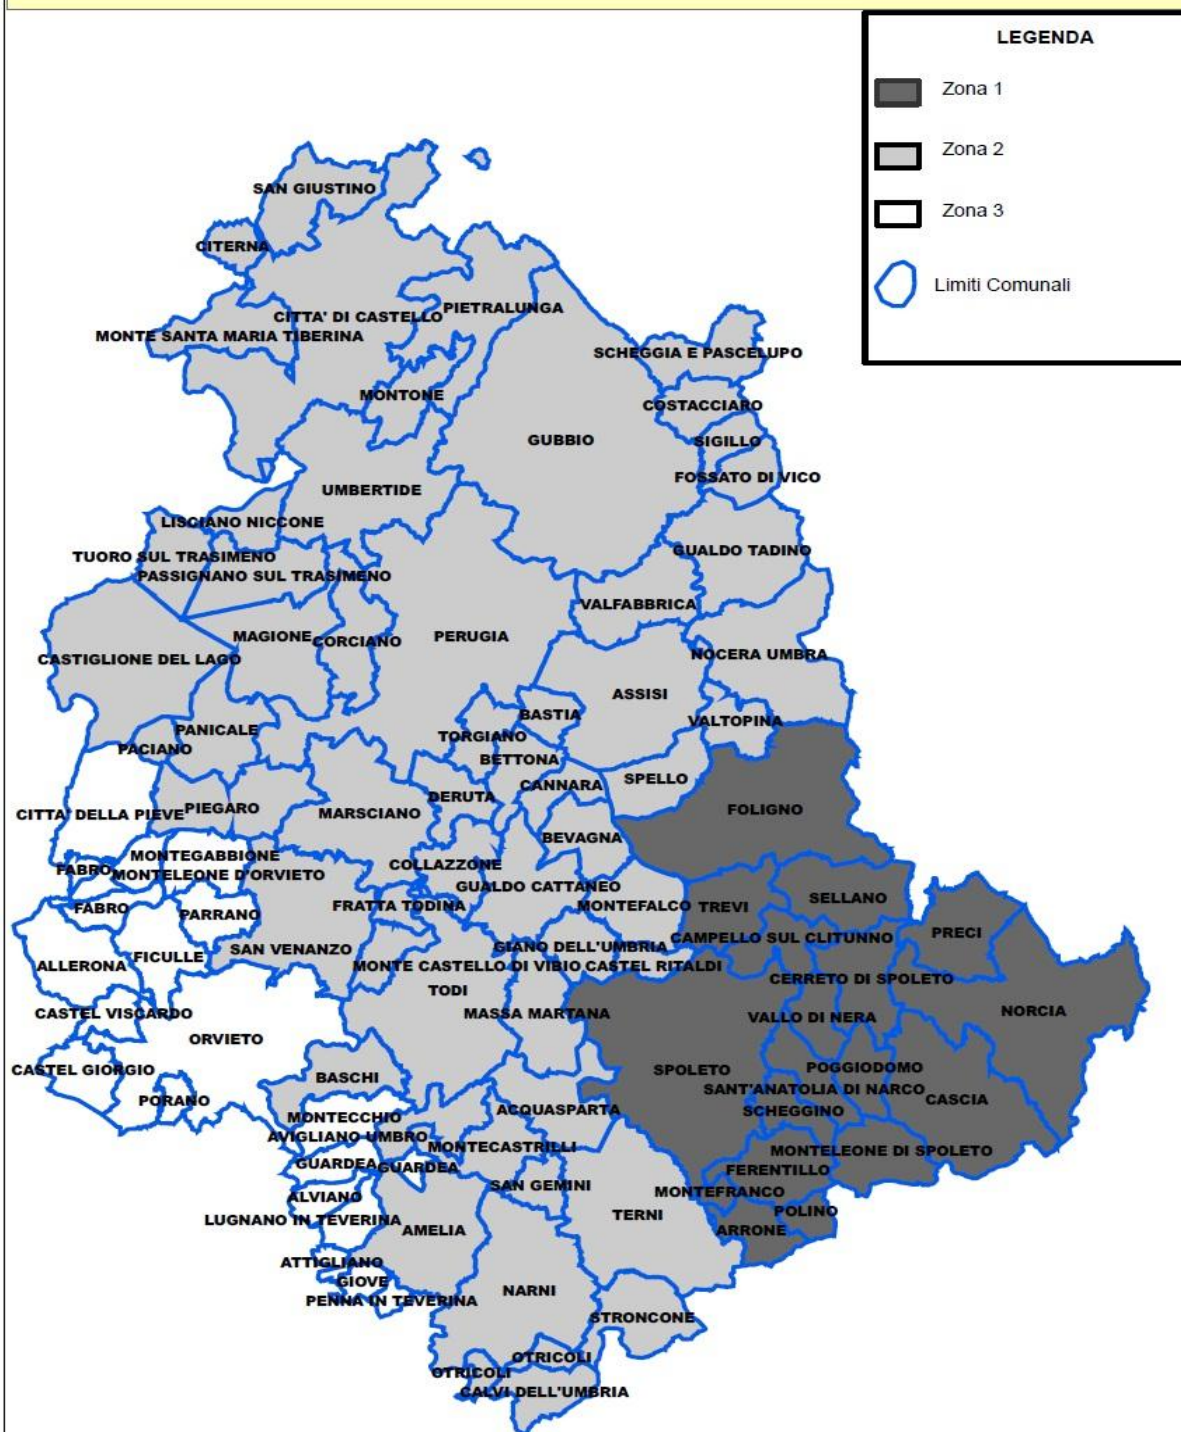 LEGENDA
Zona 1
Zona 2
Zona 3
Limiti Comunali
SAN GIUSTINO
CITERNA
PIETRALUNGA
CITTA' DI CASTELLO
MONTE SANTA MARIA TIBERINA
SCHEGGIA E PASCELUPO
MONTONE
COSTACCIARO
GUBBIO
SIGILLO
FOSSATO DI VICO
UMBERTIDE
LISCIANO NICCONE
GUALDO TADINO
TUORO SUL TRASIMENO
PASSIGNANO SUL TRASIMENO
VALFABBRICA
MAGIONE
CORCIANO
PERUGIA
NOCERA UMBRA
CASTIGLIONE DEL LAGO
ASSISI
BASTIA
VALTOPINA
PANICALE
TORGIANO
PACIANO
BETTONA
SPELLO
CANNARA
DERUTA
PIEGARO
FOLIGNO
CITTA' DELLA PIEVE
MARSCIANO
BEVAGNA
MONTEGABBIONE
COLLAZZONE
FABRO
MONTELEONE D'ORVIETO
GUALDO CATTANEO
SELLANO
FRATTA TODINA
MONTEFALCO
TREVI
FABRO
PARRANO
PRECI
CAMPELLO SUL CLITUNNO
GIANO DELL'UMBRIA
SAN VENANZO
FICULLE
ALLERONA
MONTE CASTELLO DI VIBIO
CASTEL RITALDI
CERRETO DI SPOLETO
TODI
NORCIA
CASTEL VISCARDO
MASSA MARTANA
VALLO DI NERA
ORVIETO
POGGIODOMO
CASTEL GIORGIO
SPOLETO
BASCHI
SANT'ANATOLIA DI NARCO
CASCIA
PORANO
ACQUASPARTA
SCHEGGINO
MONTECCHIO
AVIGLIANO UMBRO
MONTECASTRILLI
MONTELEONE DI SPOLETO
GUARDEA
GUARDEA
FERENTILLO
SAN GEMINI
MONTEFRANCO
ALVIANO
POLINO
TERNI
LUGNANO IN TEVERINA
AMELIA
ARRONE
ATTIGLIANO
GIOVE
NARNI
PENNA IN TEVERINA
STRONCONE
OTRICOLI
OTRICOLI
CALVI DELL'UMBRIA